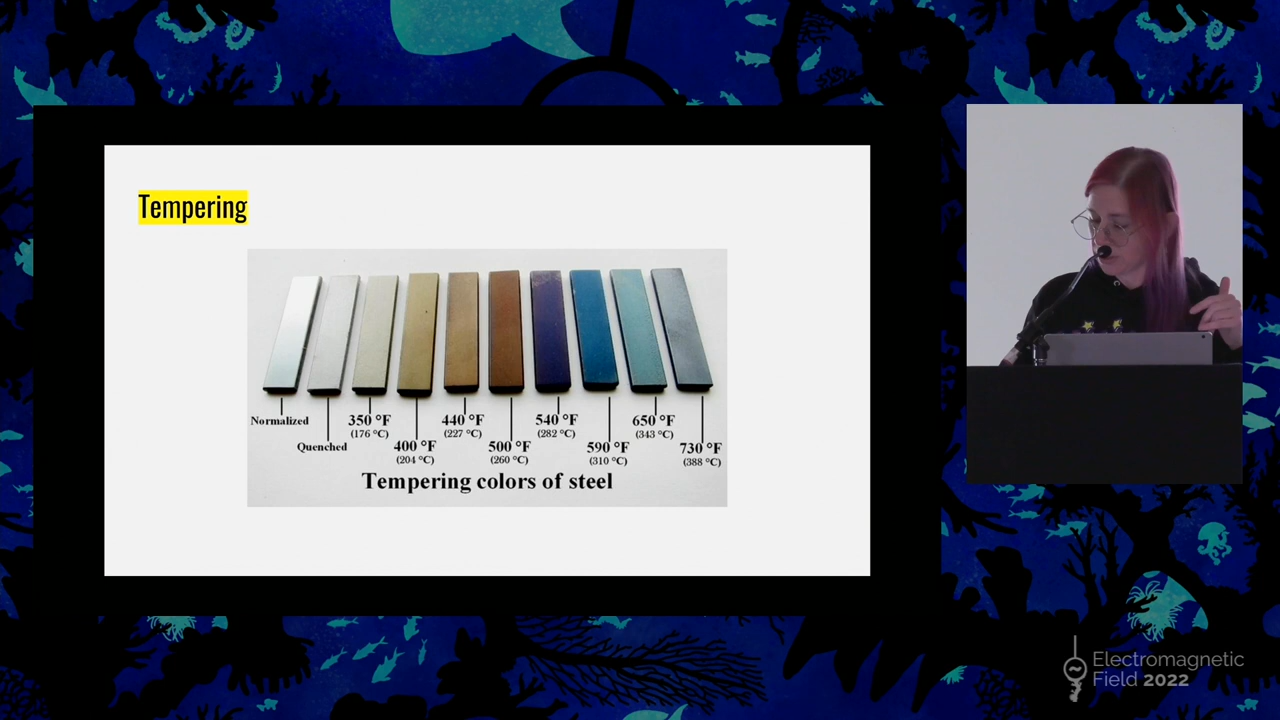 Tempering
Normalized
Quenched
350 °F
(176 °C)
400 °F
(204 °C)
440 °F
(227 °C)
500 °F
(260 °C)
540 °F
(282 °C)
590 °F
(310 °C)
650 °F
(343 °C)
730 °F
(388 °C)
Tempering colors of steel
Electromagnetic
Field 2022